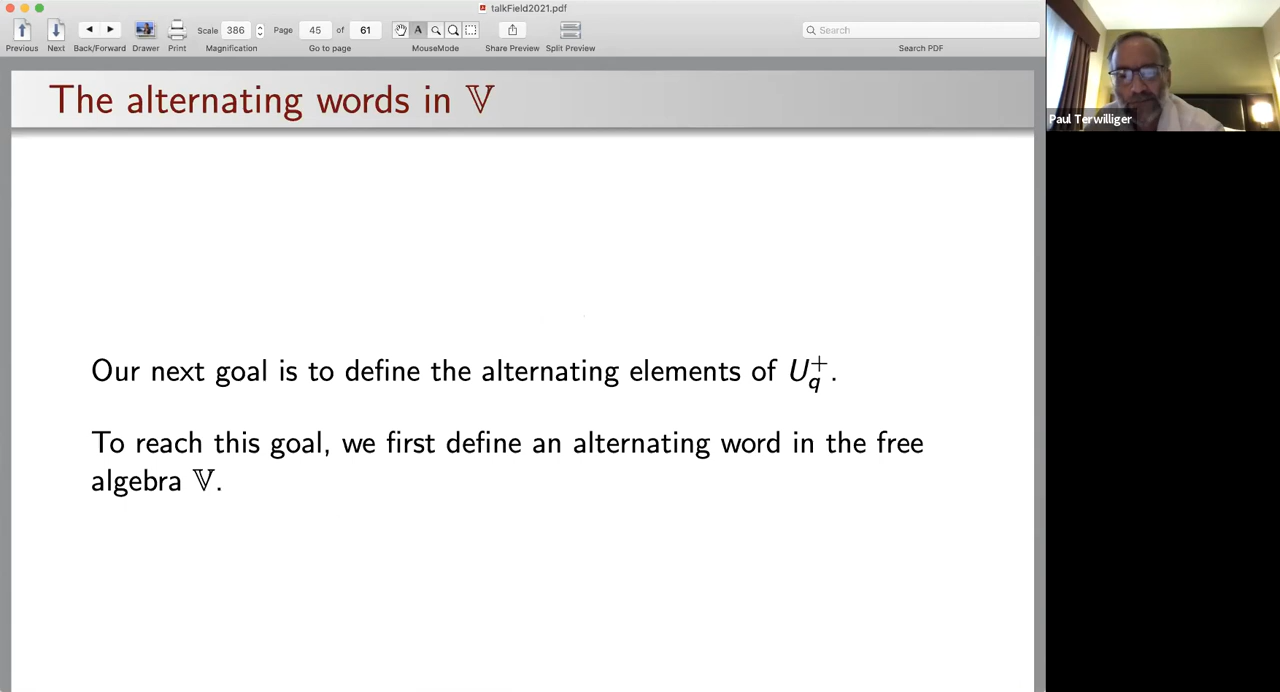 talkField2021.pdf
Previous Next Back/Forward Drawer Print Scale 386 Magnification Page 45 of 61 Go to page A MouseMode Share Preview Split Preview Search Search PDF
Paul Terwilliger
The alternating words in 𝕍
Our next goal is to define the alternating elements of U_q^+.
To reach this goal, we first define an alternating word in the free
algebra 𝕍.